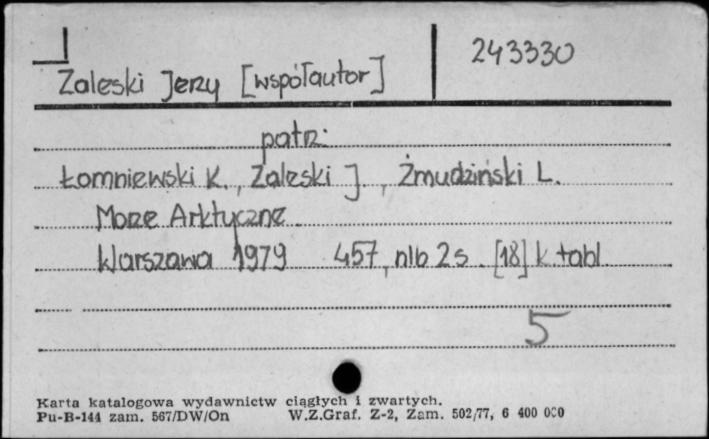 Zaleski Jerzy [współautor]
243330
patrz:
Łomniewski K., Zaleski J., Żmudziński L.
Morze Arktyczne
Warszawa 1979 457, nlb 2 s. [18] k. tabl
5
Karta katalogowa wydawnictw ciągłych i zwartych.
Pu-B-144 zam. 567/DW/On W.Z.Graf. Z-2, Zam. 502/77, 6 400 000